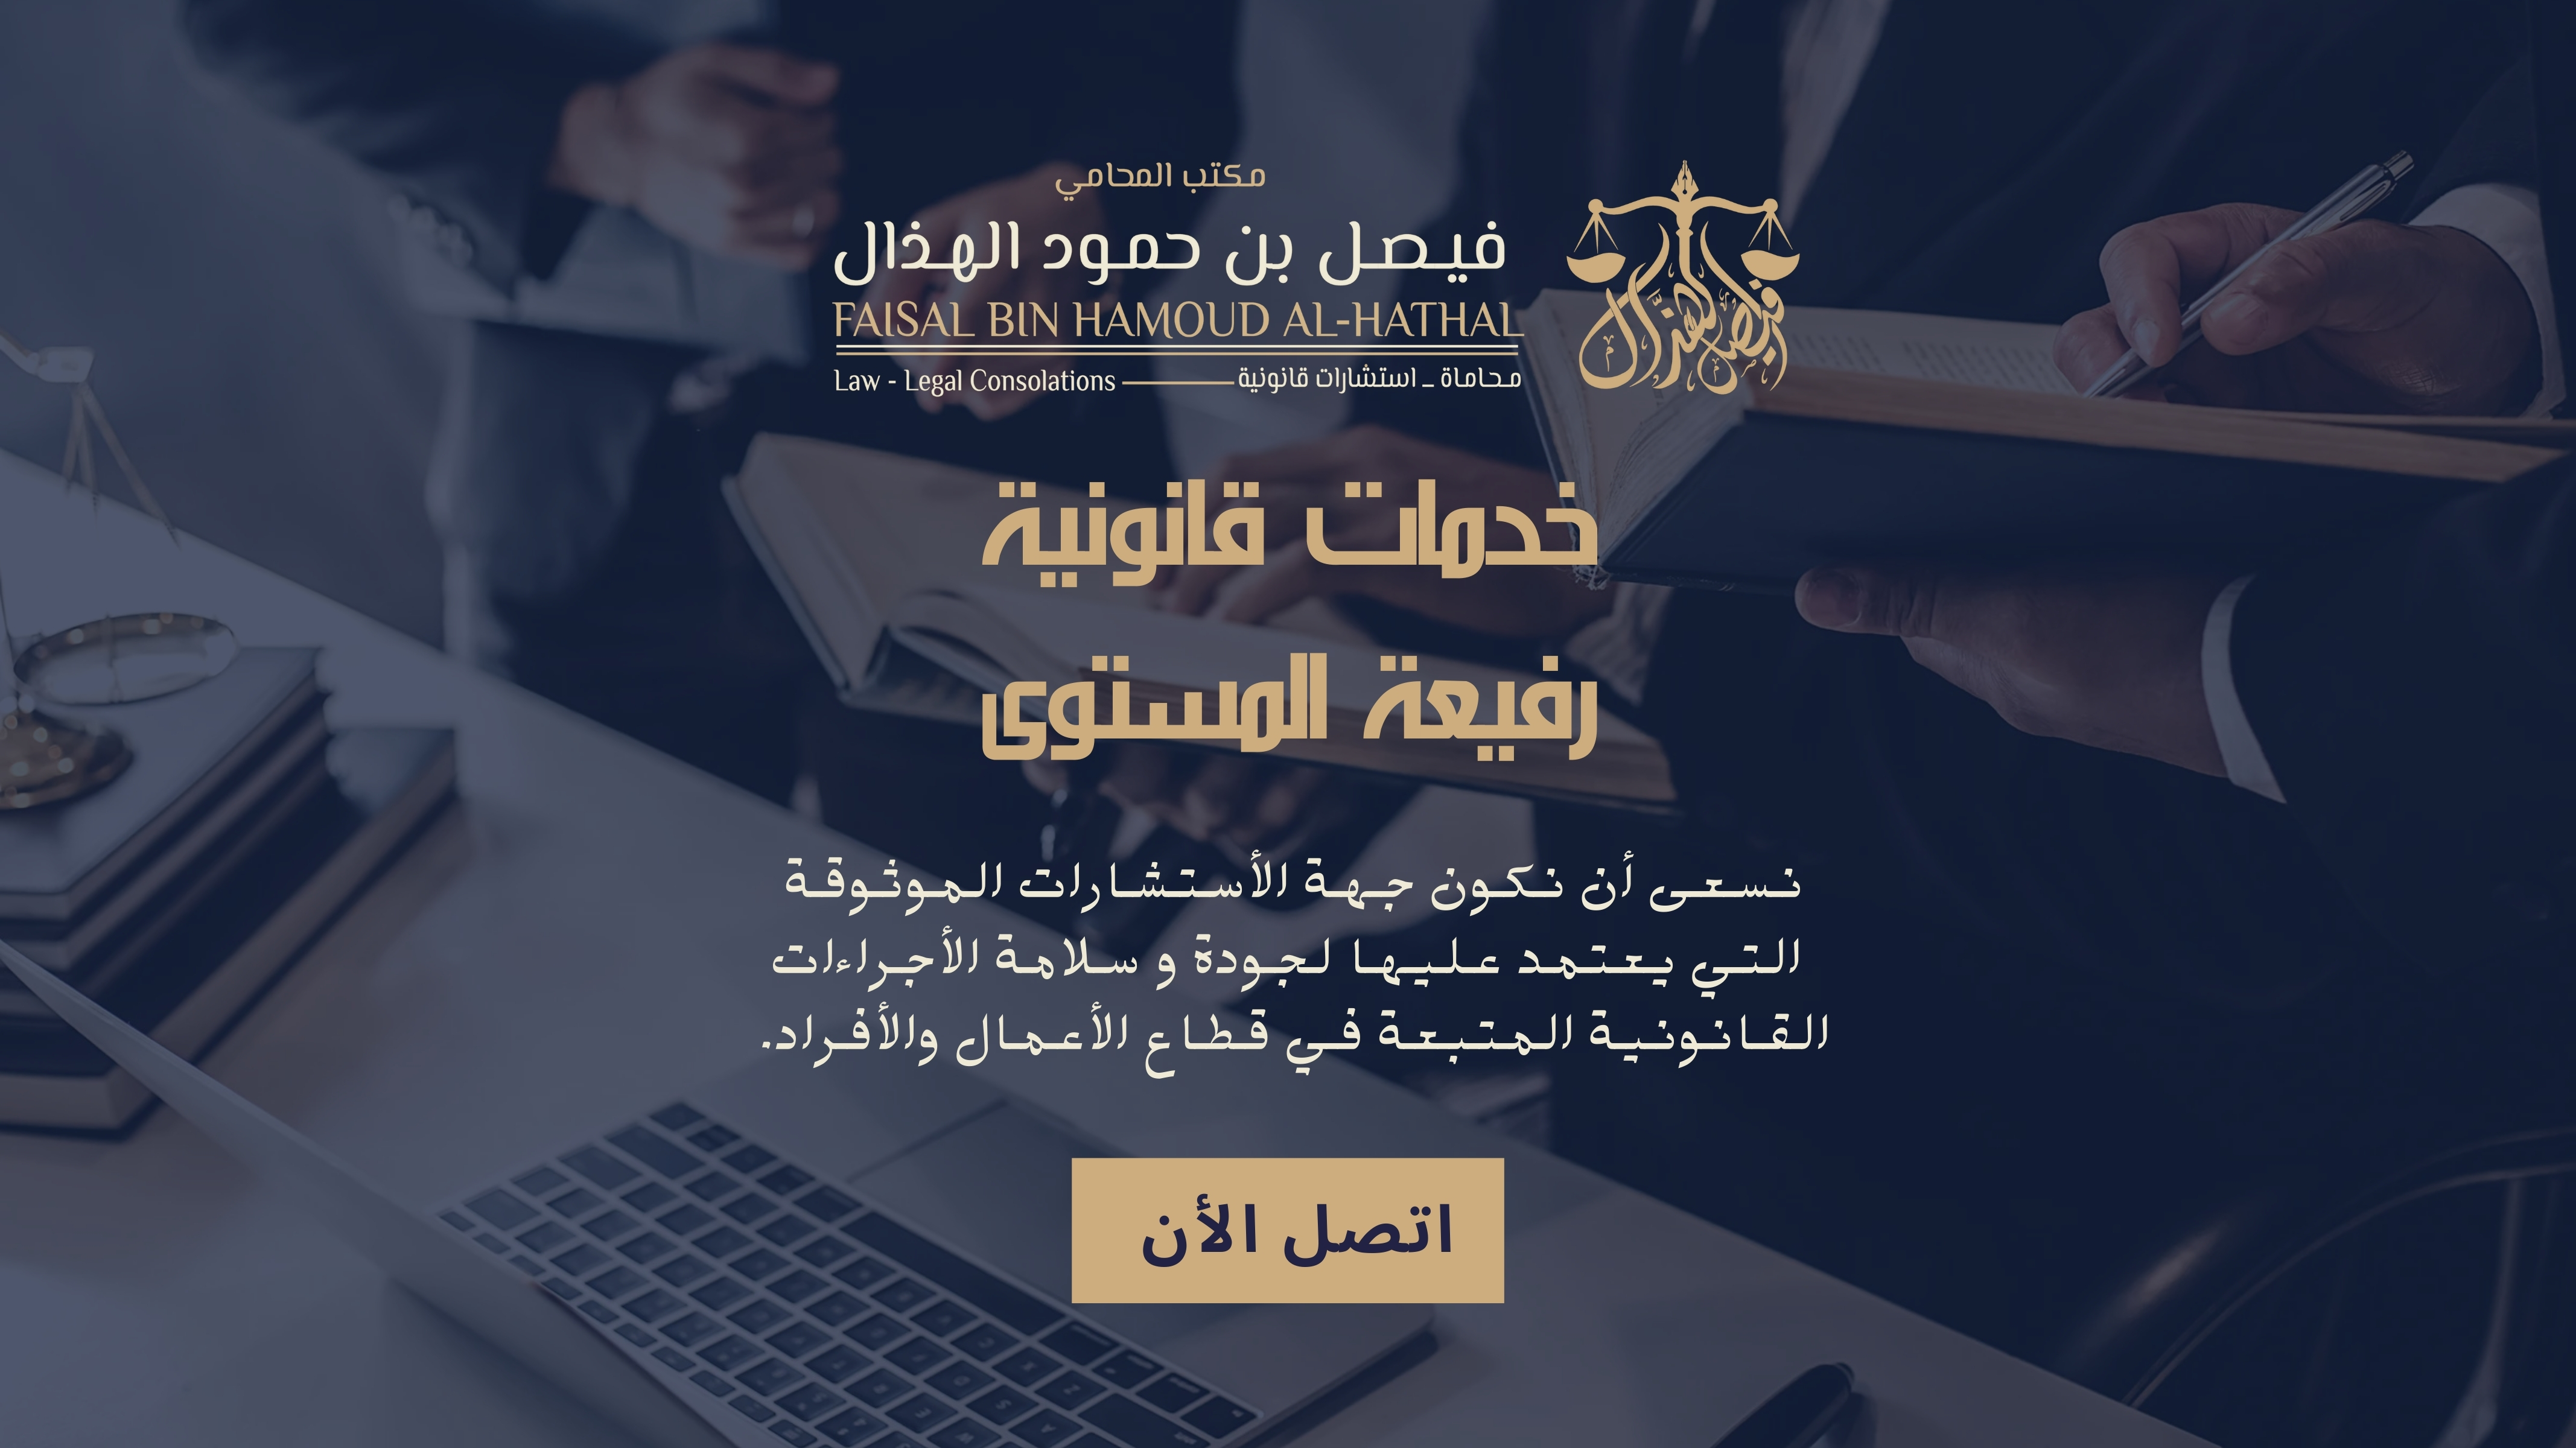 مكتب المحامي
فيصل بن حمود الهذال
FAISAL BIN HAMOUD AL-HATHAL
محاماة - استشارات قانونية
Law - Legal Consolations
فيصل الهذال
خدمات قانونية
رفيعة المستوى
نسعى أن نكون جهة الأستشارات الموثوقة
التي يعتمد عليها لجودة و سلامة الأجراءات
القانونية المتبعة في قطاع الأعمال والأفراد.
اتصل الأن